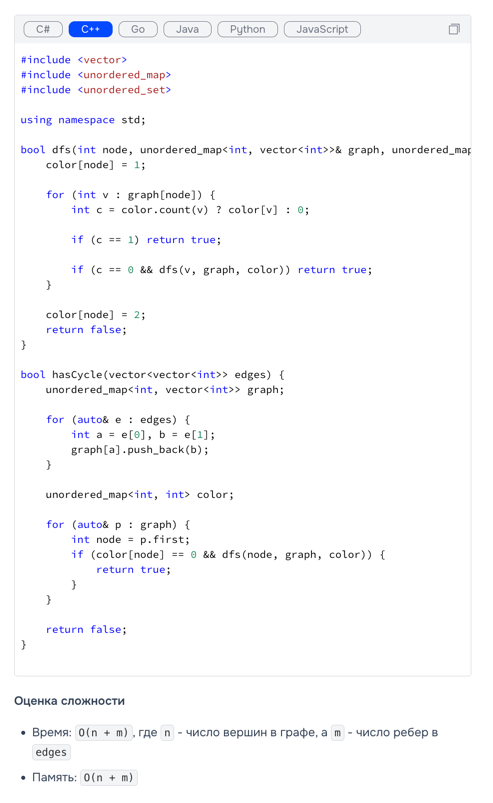 C# C++ Go Java Python JavaScript
#include <vector>
#include <unordered_map>
#include <unordered_set>
using namespace std;
bool dfs(int node, unordered_map<int, vector<int>>& graph, unordered_map
    color[node] = 1;
    for (int v : graph[node]) {
        int c = color.count(v) ? color[v] : 0;
        if (c == 1) return true;
        if (c == 0 && dfs(v, graph, color)) return true;
    }
    color[node] = 2;
    return false;
}
bool hasCycle(vector<vector<int>> edges) {
    unordered_map<int, vector<int>> graph;
    for (auto& e : edges) {
        int a = e[0], b = e[1];
        graph[a].push_back(b);
    }
    unordered_map<int, int> color;
    for (auto& p : graph) {
        int node = p.first;
        if (color[node] == 0 && dfs(node, graph, color)) {
            return true;
        }
    }
    return false;
}
Оценка сложности
• Время: O(n + m), где n - число вершин в графе, а m - число ребер в
edges
• Память: O(n + m)